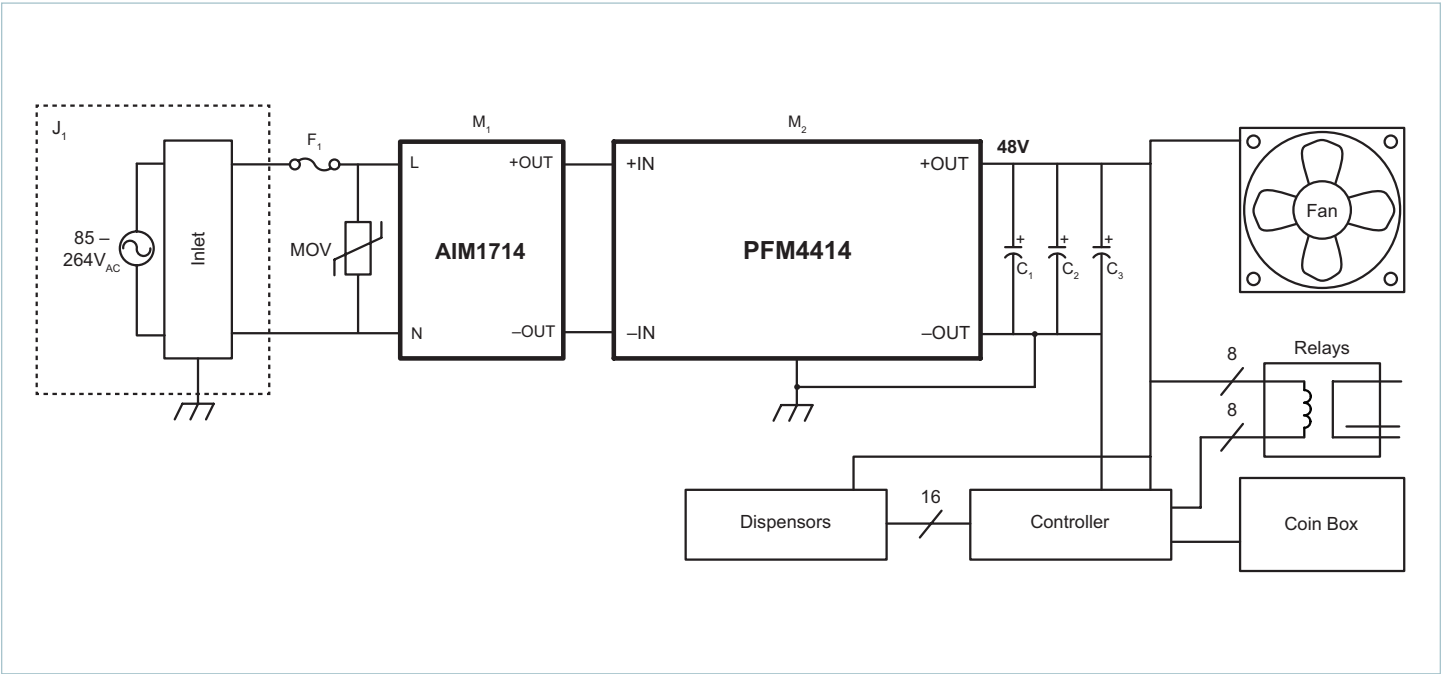 J₁
85 –
264V_AC
Inlet
F₁
MOV
M₁
L
+OUT
AIM1714
N
–OUT
M₂
+IN
+OUT
PFM4414
–IN
–OUT
48V
+
C₁
+
C₂
+
C₃
Fan
8
Relays
8
Dispensors
16
Controller
Coin Box